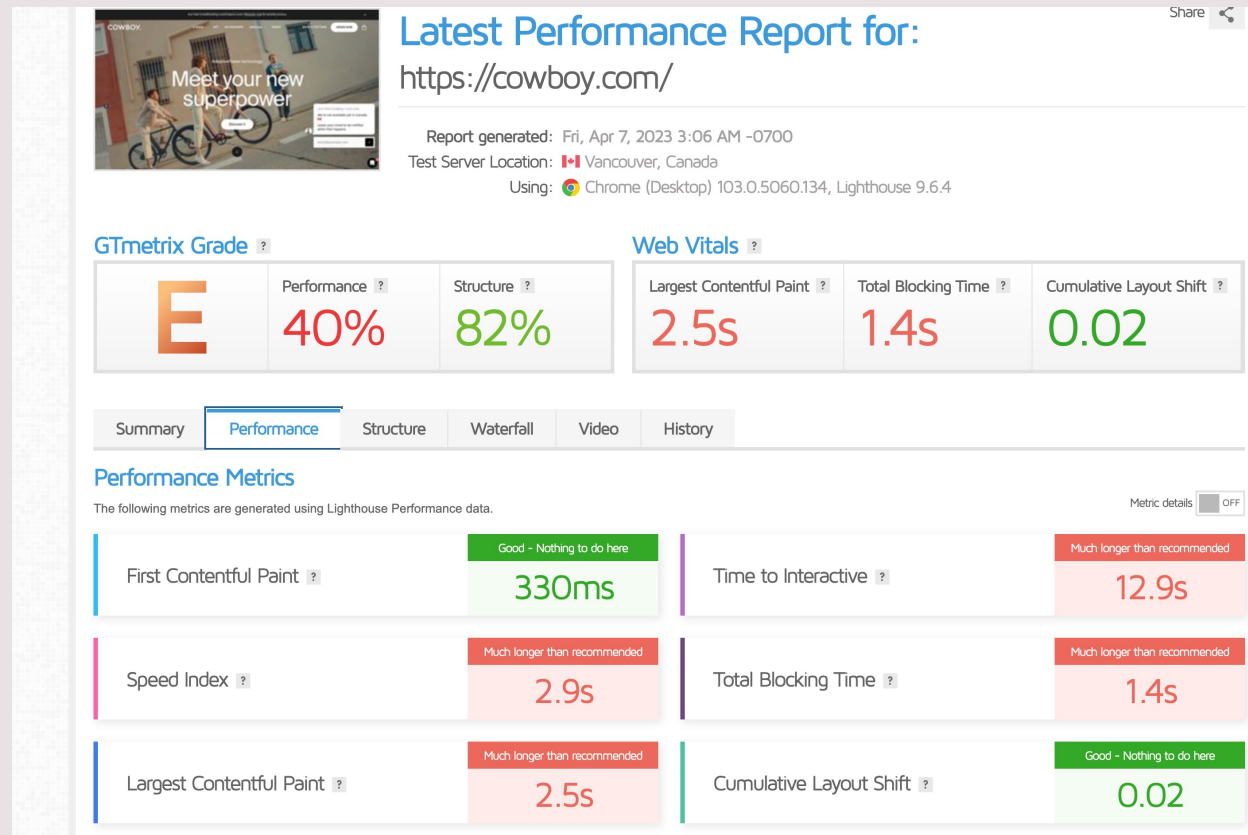 COWBOY.
Meet your new
superpower
Discover it
Share
Latest Performance Report for:
https://cowboy.com/
Report generated: Fri, Apr 7, 2023 3:06 AM -0700
Test Server Location: Vancouver, Canada
Using: Chrome (Desktop) 103.0.5060.134, Lighthouse 9.6.4
GTmetrix Grade ?
Web Vitals ?
E
Performance ?
40%
Structure ?
82%
Largest Contentful Paint ?
2.5s
Total Blocking Time ?
1.4s
Cumulative Layout Shift ?
0.02
Summary
Performance
Structure
Waterfall
Video
History
Performance Metrics
The following metrics are generated using Lighthouse Performance data.
Metric details OFF
First Contentful Paint ?
Good - Nothing to do here
330ms
Time to Interactive ?
Much longer than recommended
12.9s
Speed Index ?
Much longer than recommended
2.9s
Total Blocking Time ?
Much longer than recommended
1.4s
Largest Contentful Paint ?
Much longer than recommended
2.5s
Cumulative Layout Shift ?
Good - Nothing to do here
0.02